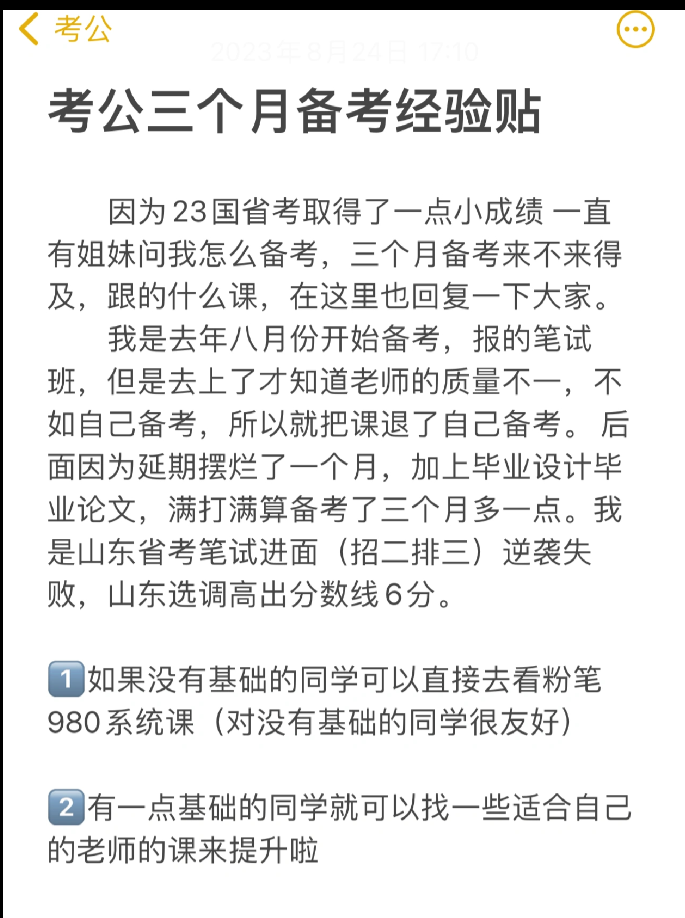 考公
2023年8月24日 17:10
考公三个月备考经验贴
因为23国省考取得了一点小成绩 一直
有姐妹问我怎么备考，三个月备考来不来得
及，跟的什么课，在这里也回复一下大家。
我是去年八月份开始备考，报的笔试
班，但是去上了才知道老师的质量不一，不
如自己备考，所以就把课退了自己备考。 后
面因为延期摆烂了一个月，加上毕业设计毕
业论文，满打满算备考了三个月多一点。我
是山东省考笔试进面（招二排三）逆袭失
败，山东选调高出分数线6分。
1️⃣如果没有基础的同学可以直接去看粉笔
980系统课（对没有基础的同学很友好）
2️⃣有一点基础的同学就可以找一些适合自己
的老师的课来提升啦